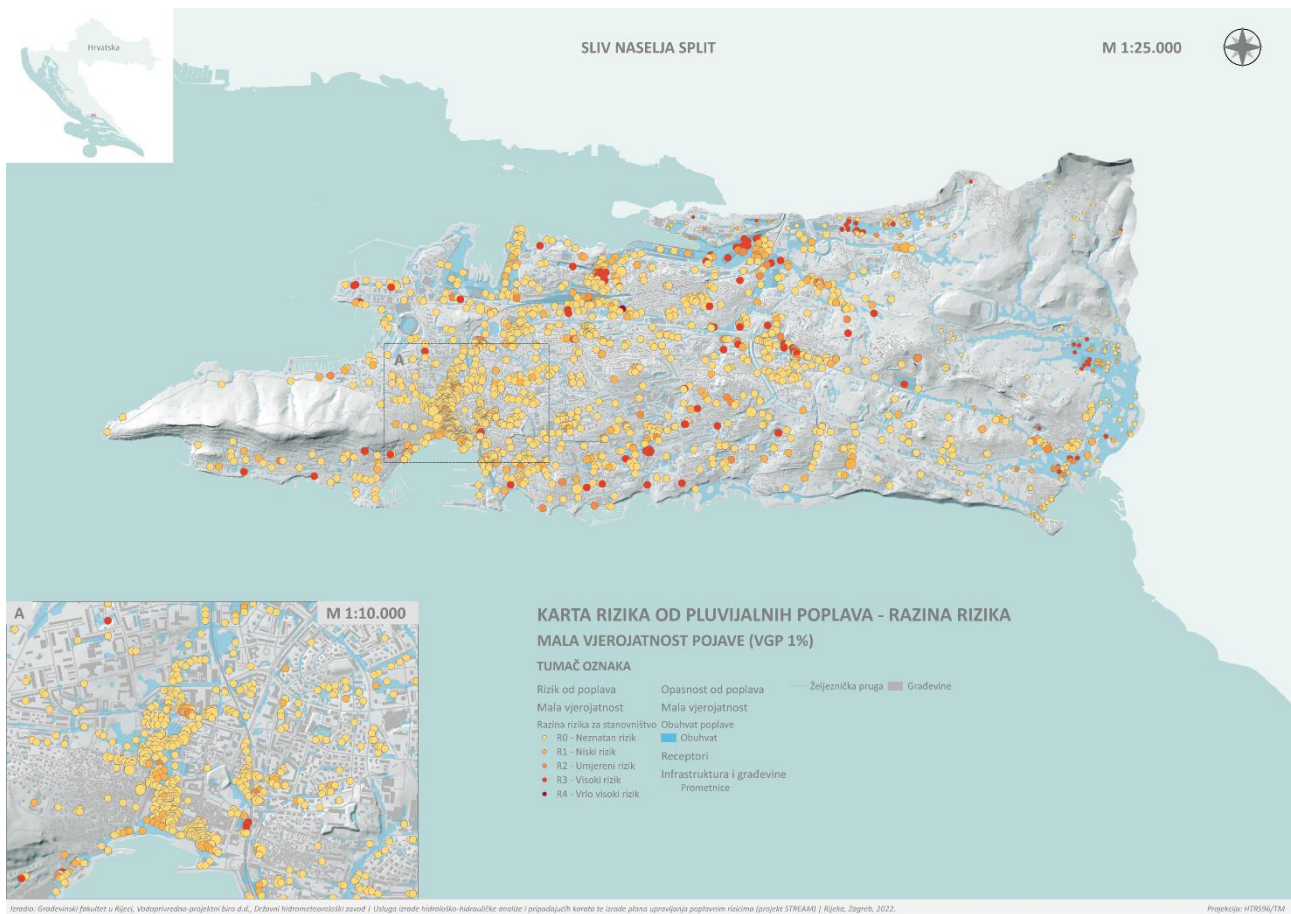 Hrvatska
SLIV NASELJA SPLIT
M 1:25.000
A
A
M 1:10.000
KARTA RIZIKA OD PLUVIJALNIH POPLAVA - RAZINA RIZIKA
MALA VJEROJATNOST POJAVE (VGP 1%)
TUMAČ OZNAKA
Rizik od poplava
Mala vjerojatnost
Razina rizika za stanovništvo
R0 - Neznatan rizik
R1 - Niski rizik
R2 - Umjereni rizik
R3 - Visoki rizik
R4 - Vrlo visoki rizik
Opasnost od poplava
Mala vjerojatnost
Obuhvat poplave
Obuhvat
Receptori
Infrastruktura i građevine
Prometnice
Željeznička pruga
Građevine
Izradio: Građevinski fakultet u Rijeci, Vodoprivredno-projektni biro d.d., Državni hidrometeorološki zavod | Usluga izrade hidrološko-hidrauličke analize i pripadajućih karata te izrade plana upravljanja poplavnim rizicima (projekt STREAM) | Rijeka, Zagreb, 2022.
Projekcija: HTRS96/TM